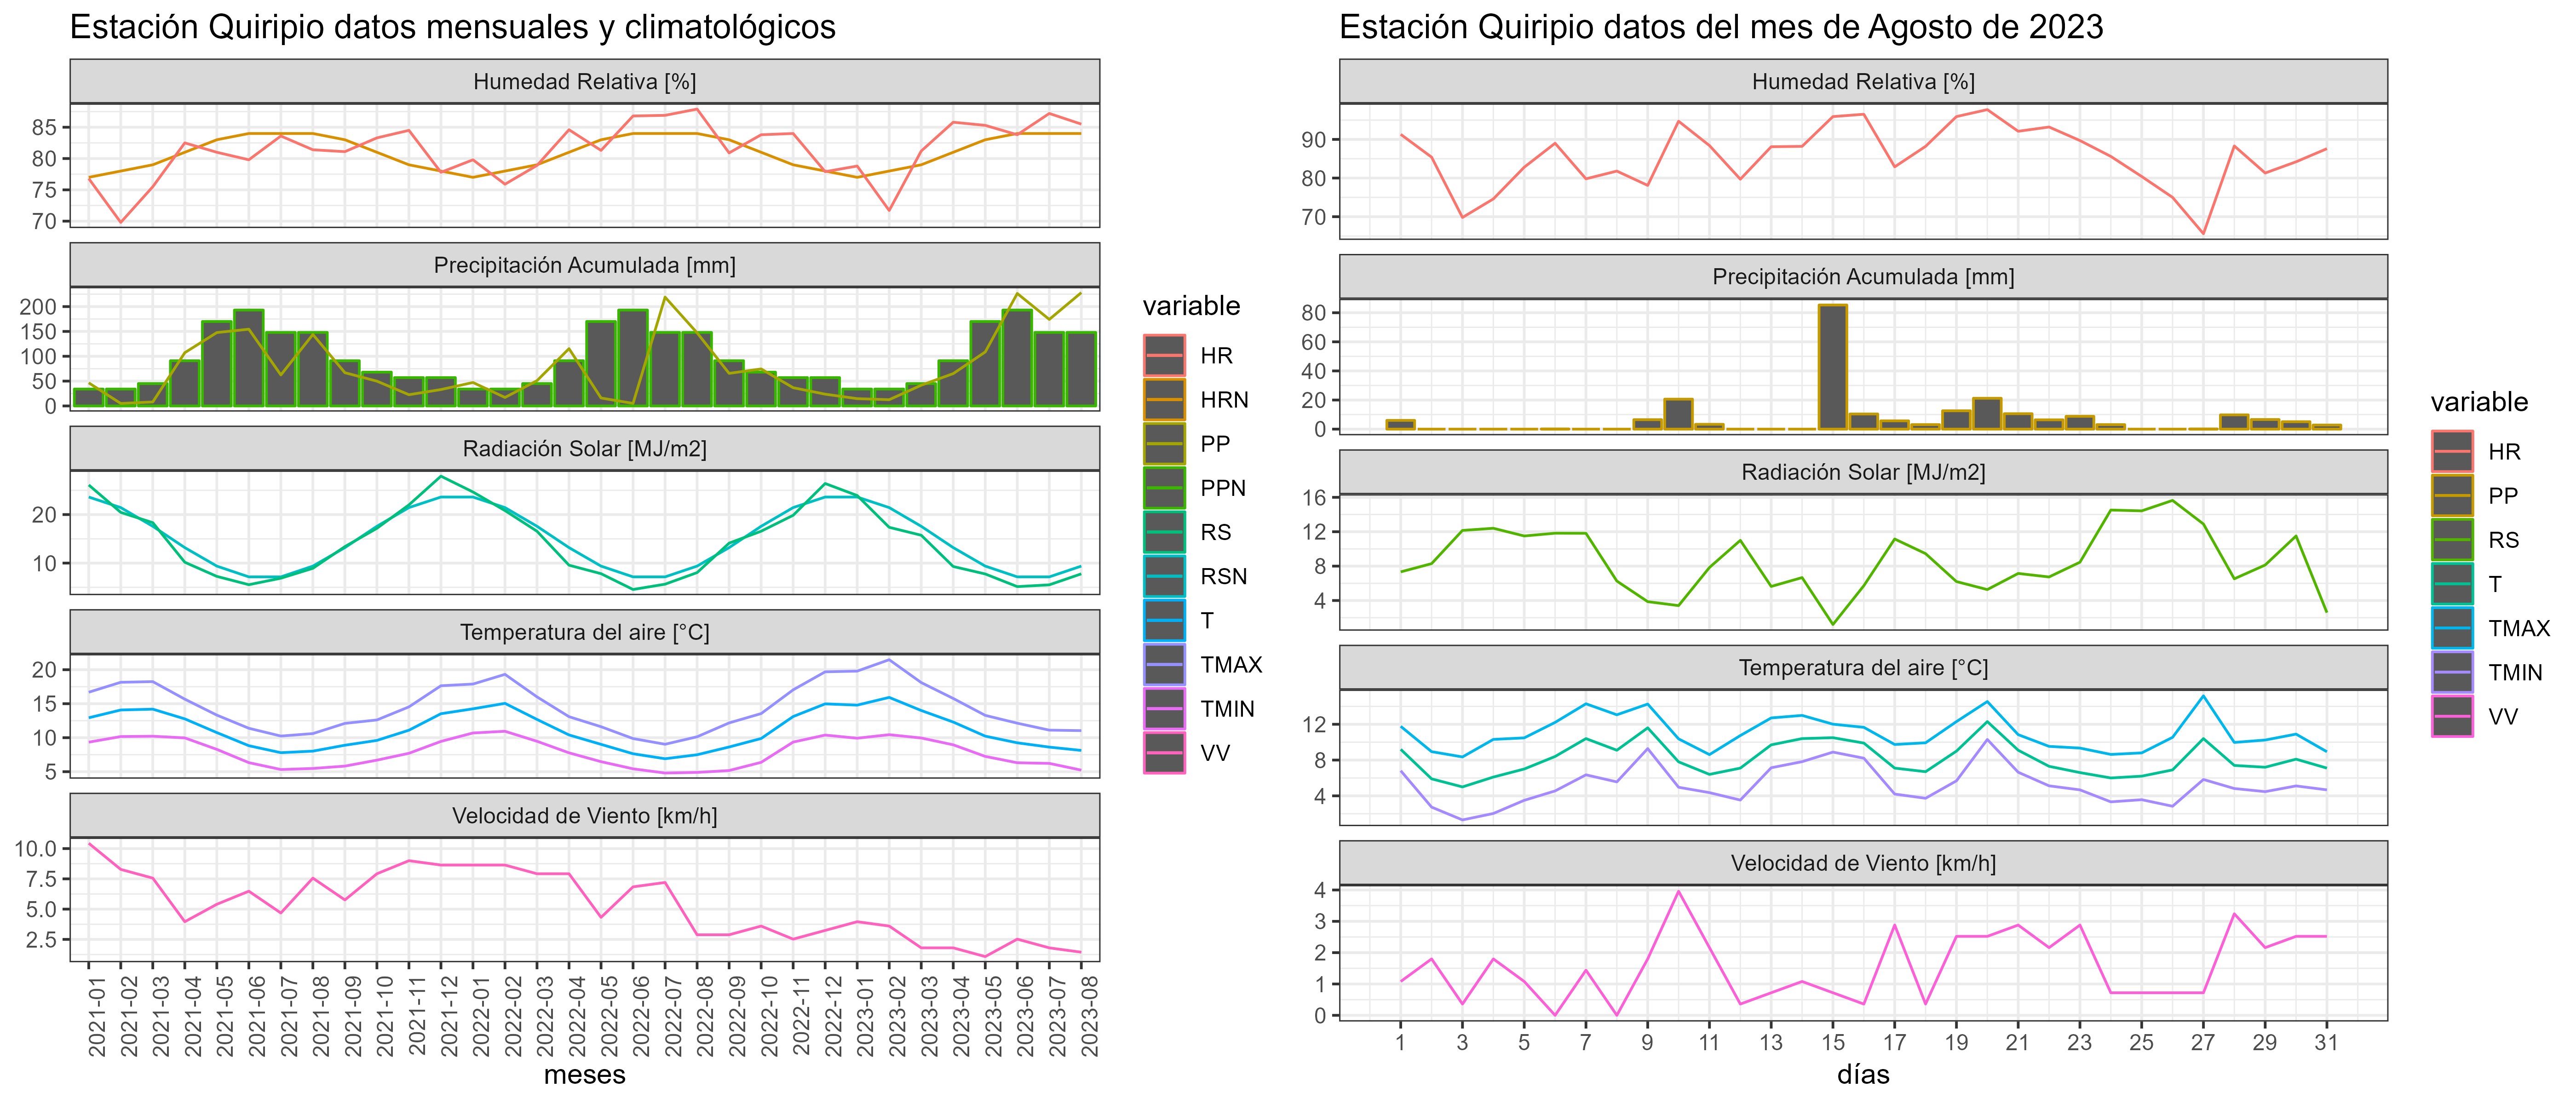 Estación Quiripio datos mensuales y climatológicos
Humedad Relativa [%]
85
80
75
70
Precipitación Acumulada [mm]
200
150
100
50
0
Radiación Solar [MJ/m2]
20
10
Temperatura del aire [°C]
20
15
10
5
Velocidad de Viento [km/h]
10.0
7.5
5.0
2.5
2021-01
2021-02
2021-03
2021-04
2021-05
2021-06
2021-07
2021-08
2021-09
2021-10
2021-11
2021-12
2022-01
2022-02
2022-03
2022-04
2022-05
2022-06
2022-07
2022-08
2022-09
2022-10
2022-11
2022-12
2023-01
2023-02
2023-03
2023-04
2023-05
2023-06
2023-07
2023-08
meses
variable
HR
HRN
PP
PPN
RS
RSN
T
TMAX
TMIN
VV
Estación Quiripio datos del mes de Agosto de 2023
Humedad Relativa [%]
90
80
70
Precipitación Acumulada [mm]
80
60
40
20
0
Radiación Solar [MJ/m2]
16
12
8
4
Temperatura del aire [°C]
12
8
4
Velocidad de Viento [km/h]
4
3
2
1
0
1 3 5 7 9 11 13 15 17 19 21 23 25 27 29 31
días
variable
HR
PP
RS
T
TMAX
TMIN
VV